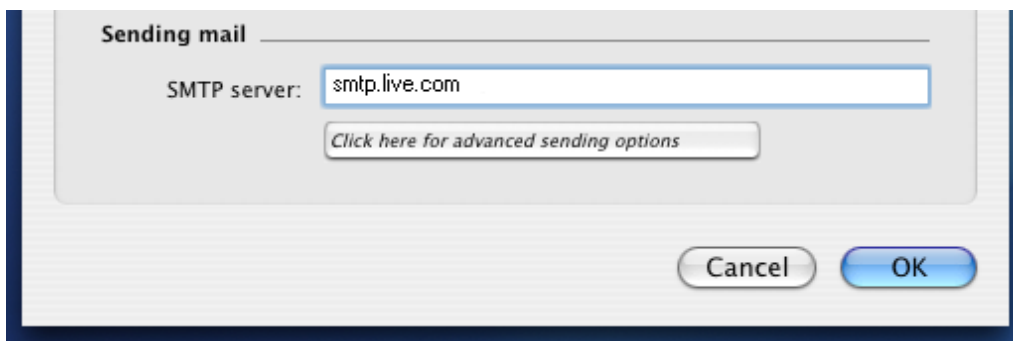 Sending mail
SMTP server: smtp.live.com
Click here for advanced sending options
Cancel OK